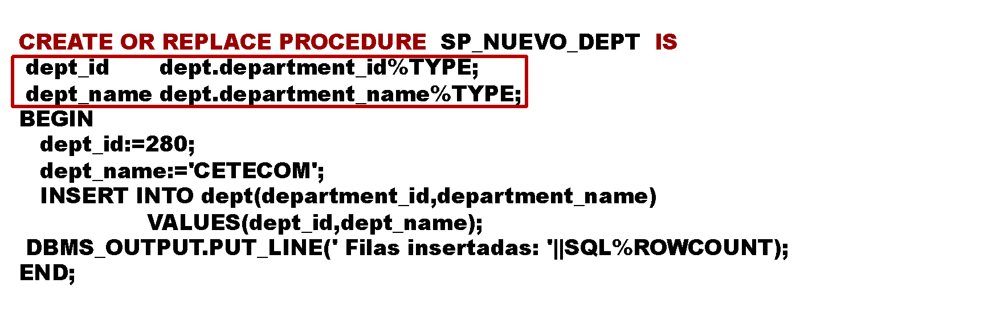 CREATE OR REPLACE PROCEDURE SP_NUEVO_DEPT IS
dept_id dept.department_id%TYPE;
dept_name dept.department_name%TYPE;
BEGIN
dept_id:=280;
dept_name:='CETECOM';
INSERT INTO dept(department_id,department_name)
VALUES(dept_id,dept_name);
DBMS_OUTPUT.PUT_LINE(' Filas insertadas: '||SQL%ROWCOUNT);
END;